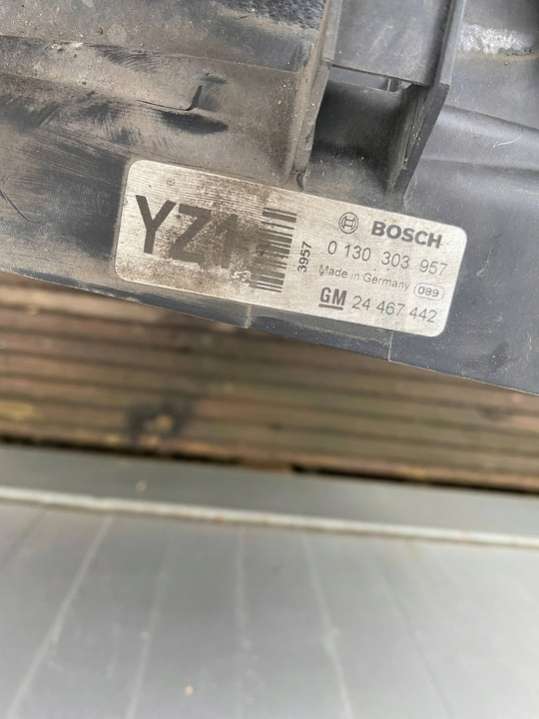 YZ
3957
BOSCH
0 130 303 957
Made in Germany 089
GM 24 467 442